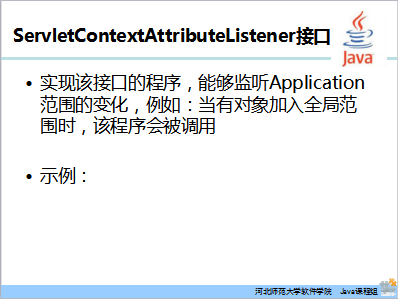 ServletContextAttributeListener接口
Java
• 实现该接口的程序，能够监听Application
范围的变化，例如：当有对象加入全局范
围时，该程序会被调用
• 示例：
河北师范大学软件学院 Java课程组